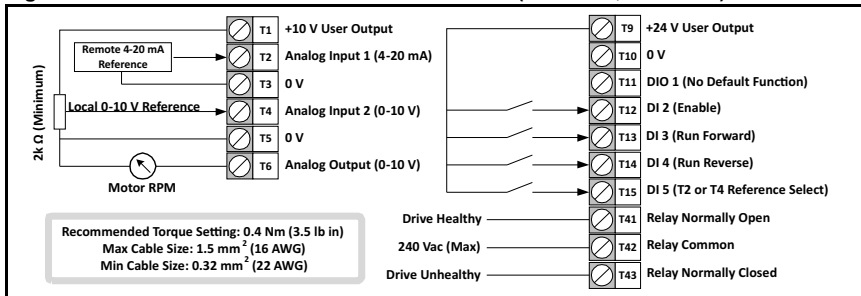 T1 +10 V User Output
Remote 4-20 mA
Reference
T2 Analog Input 1 (4-20 mA)
T3 0 V
2k Ω (Minimum)
Local 0-10 V Reference
T4 Analog Input 2 (0-10 V)
T5 0 V
T6 Analog Output (0-10 V)
Motor RPM
Recommended Torque Setting: 0.4 Nm (3.5 lb in)
Max Cable Size: 1.5 mm² (16 AWG)
Min Cable Size: 0.32 mm² (22 AWG)
T9 +24 V User Output
T10 0 V
T11 DIO 1 (No Default Function)
T12 DI 2 (Enable)
T13 DI 3 (Run Forward)
T14 DI 4 (Run Reverse)
T15 DI 5 (T2 or T4 Reference Select)
Drive Healthy T41 Relay Normally Open
240 Vac (Max) T42 Relay Common
Drive Unhealthy T43 Relay Normally Closed